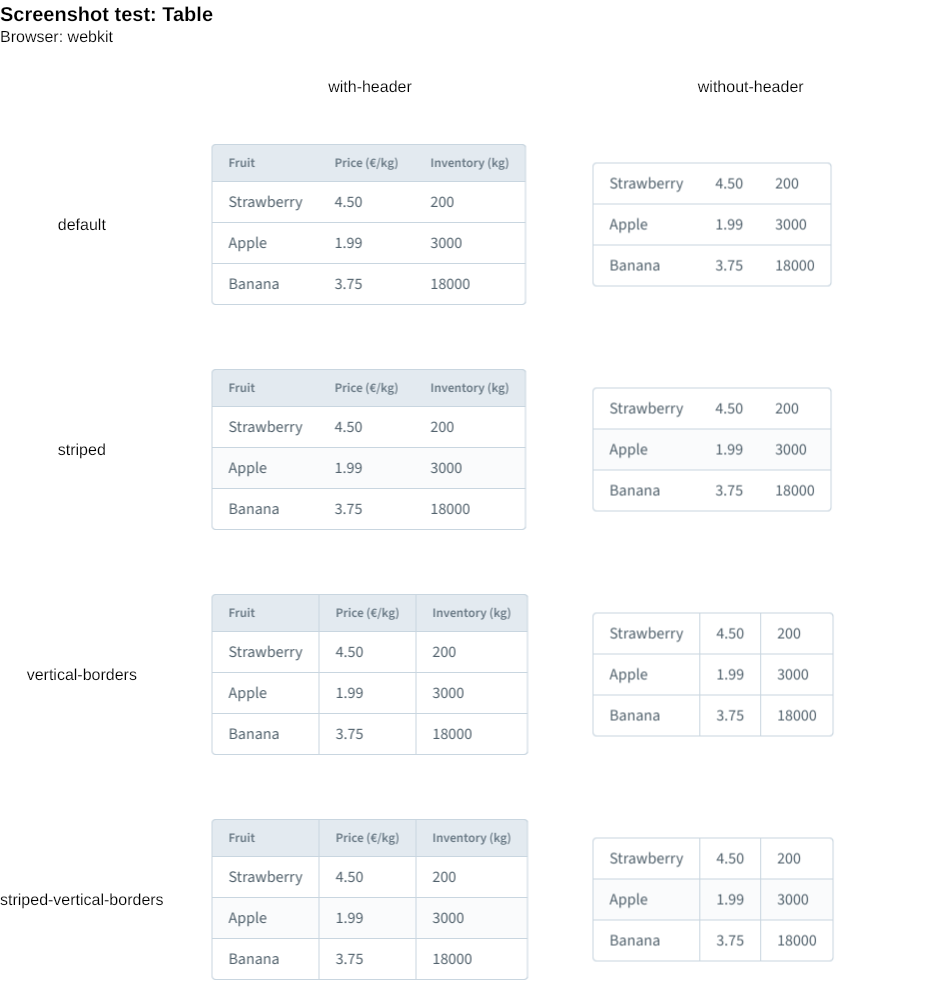 Screenshot test: Table
Browser: webkit
with-header without-header
default
Fruit Price (€/kg) Inventory (kg)
Strawberry 4.50 200
Apple 1.99 3000
Banana 3.75 18000
Strawberry 4.50 200
Apple 1.99 3000
Banana 3.75 18000
striped
Fruit Price (€/kg) Inventory (kg)
Strawberry 4.50 200
Apple 1.99 3000
Banana 3.75 18000
Strawberry 4.50 200
Apple 1.99 3000
Banana 3.75 18000
vertical-borders
Fruit Price (€/kg) Inventory (kg)
Strawberry 4.50 200
Apple 1.99 3000
Banana 3.75 18000
Strawberry 4.50 200
Apple 1.99 3000
Banana 3.75 18000
striped-vertical-borders
Fruit Price (€/kg) Inventory (kg)
Strawberry 4.50 200
Apple 1.99 3000
Banana 3.75 18000
Strawberry 4.50 200
Apple 1.99 3000
Banana 3.75 18000